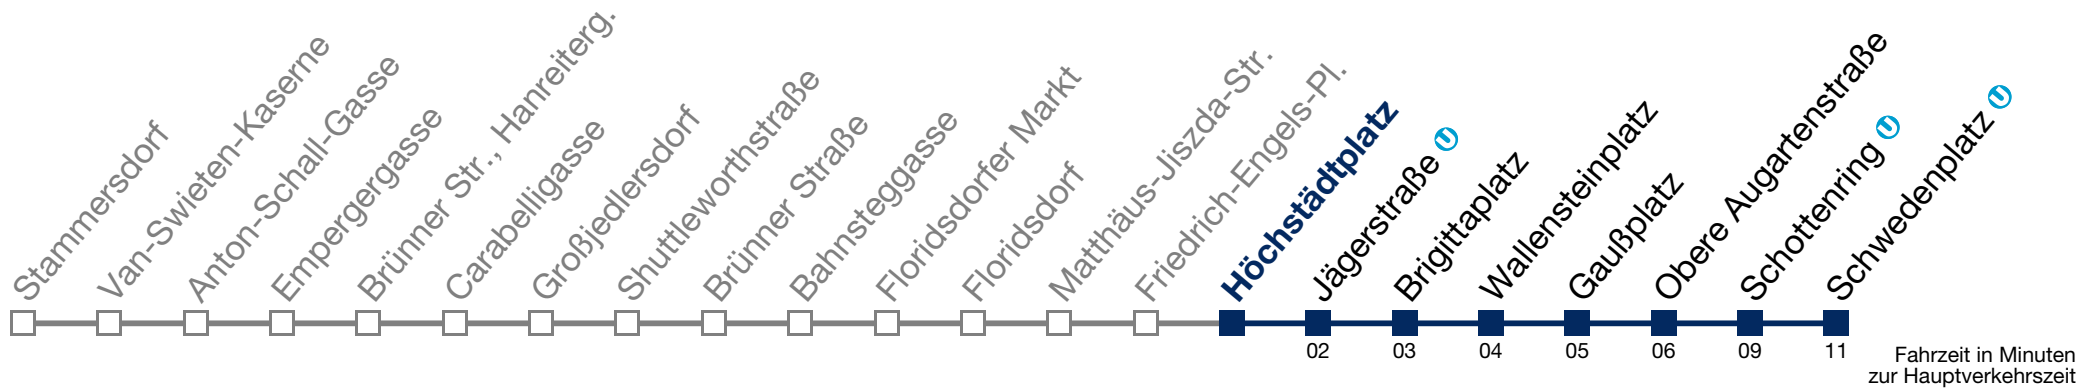 Stammersdorf
Van-Swieten-Kaserne
Anton-Schall-Gasse
Empergergasse
Brünner Str., Hanreiterg.
Carabelligasse
Großjedlersdorf
Shuttleworthstraße
Brünner Straße
Bahnsteggasse
Floridsdorfer Markt
Floridsdorf
Matthäus-Jiszda-Str.
Friedrich-Engels-Pl.
Höchstädtplatz
Jägerstraße U
Brigittaplatz
Wallensteinplatz
Gaußplatz
Obere Augartenstraße
Schottenring U
Schwedenplatz U
02 03 04 05 06 09 11
Fahrzeit in Minuten
zur Hauptverkehrszeit